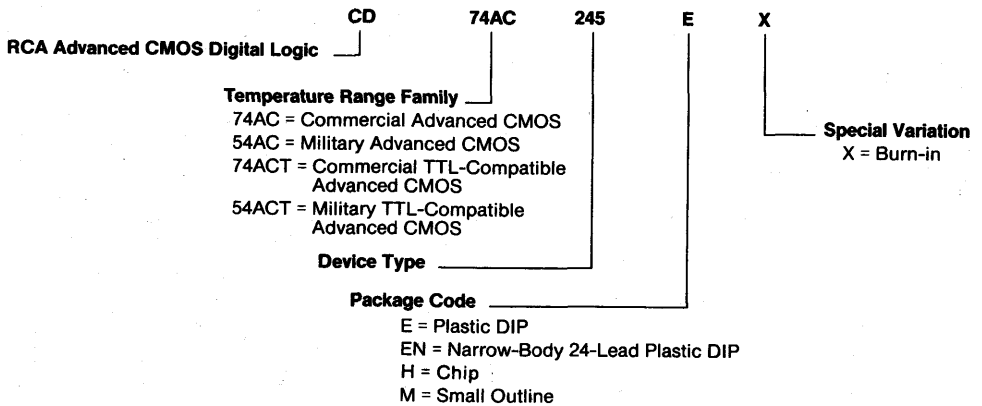 CD 74AC 245 E X
RCA Advanced CMOS Digital Logic
Temperature Range Family
74AC = Commercial Advanced CMOS
54AC = Military Advanced CMOS
74ACT = Commercial TTL-Compatible
Advanced CMOS
54ACT = Military TTL-Compatible
Advanced CMOS
Special Variation
X = Burn-in
Device Type
Package Code
E = Plastic DIP
EN = Narrow-Body 24-Lead Plastic DIP
H = Chip
M = Small Outline